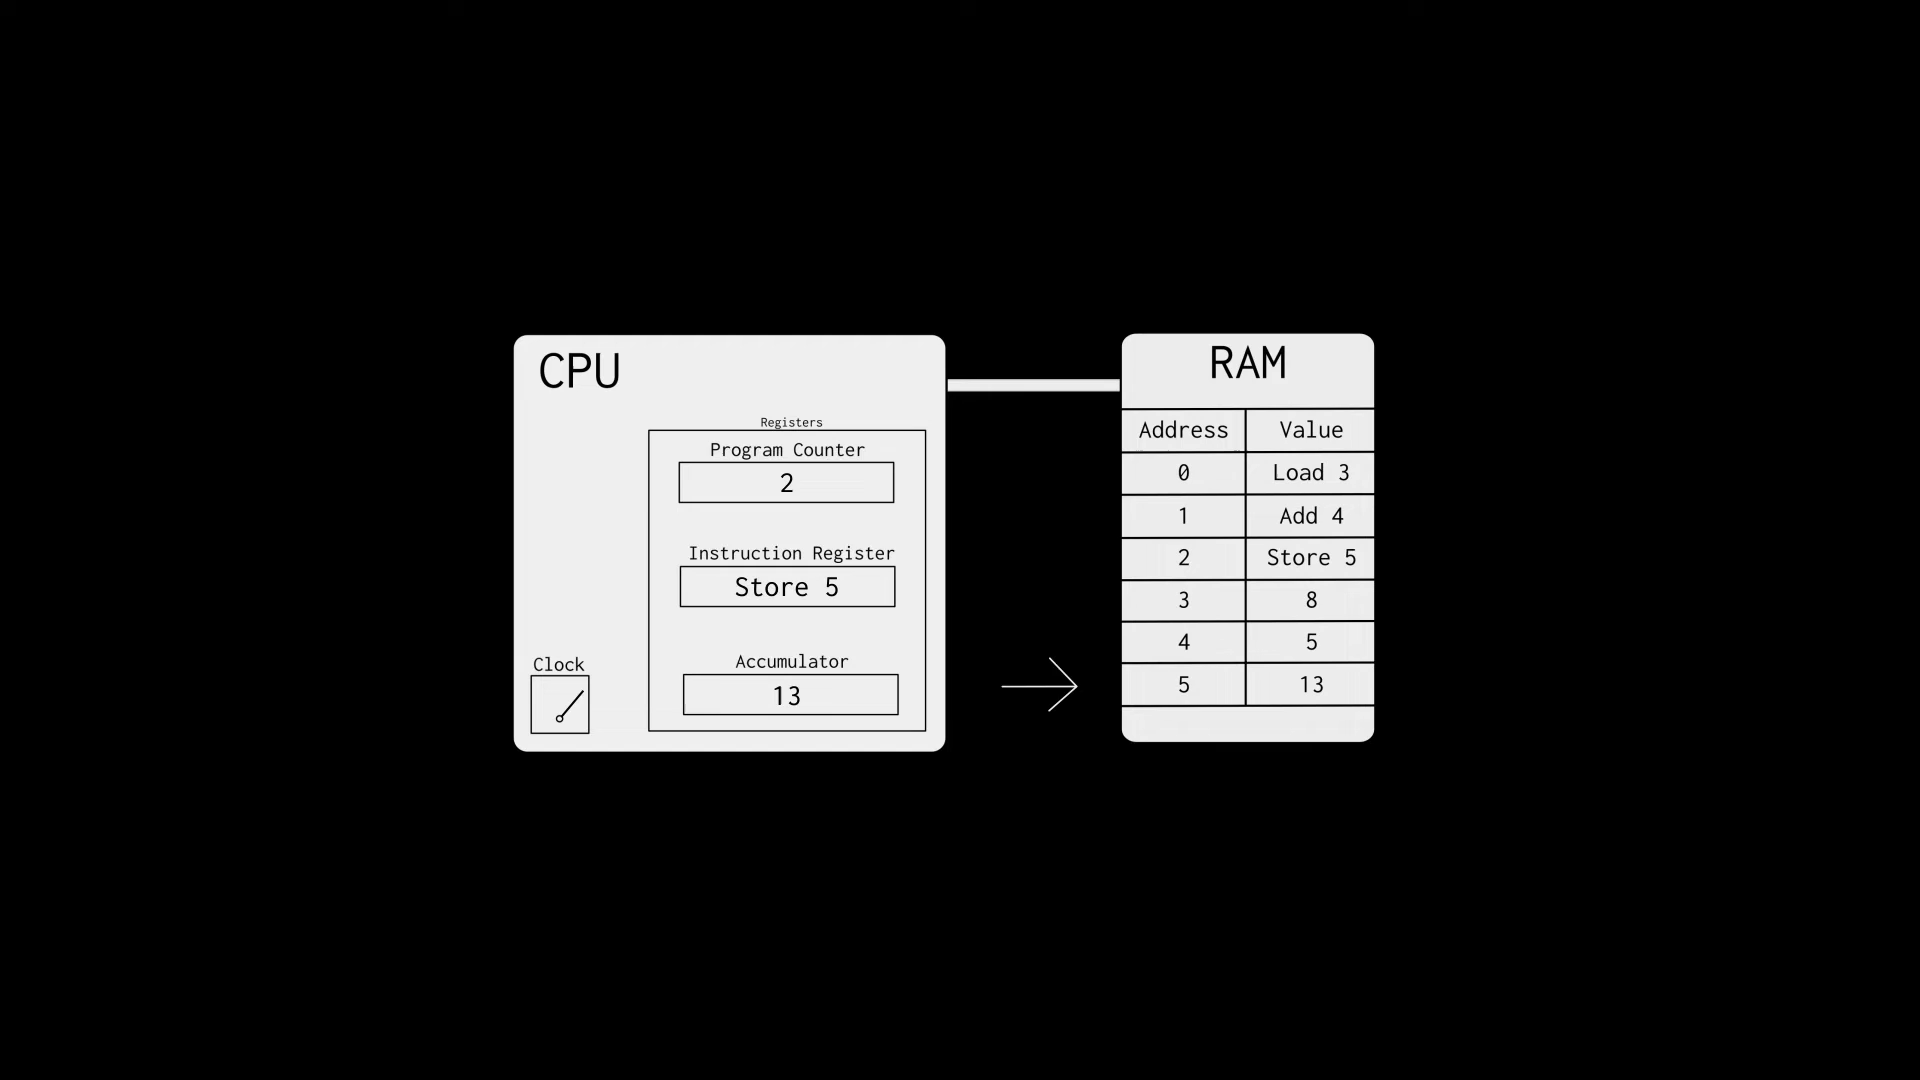 CPU
Registers
Program Counter
2
Instruction Register
Store 5
Accumulator
13
Clock
RAM
Address Value
0 Load 3
1 Add 4
2 Store 5
3 8
4 5
5 13